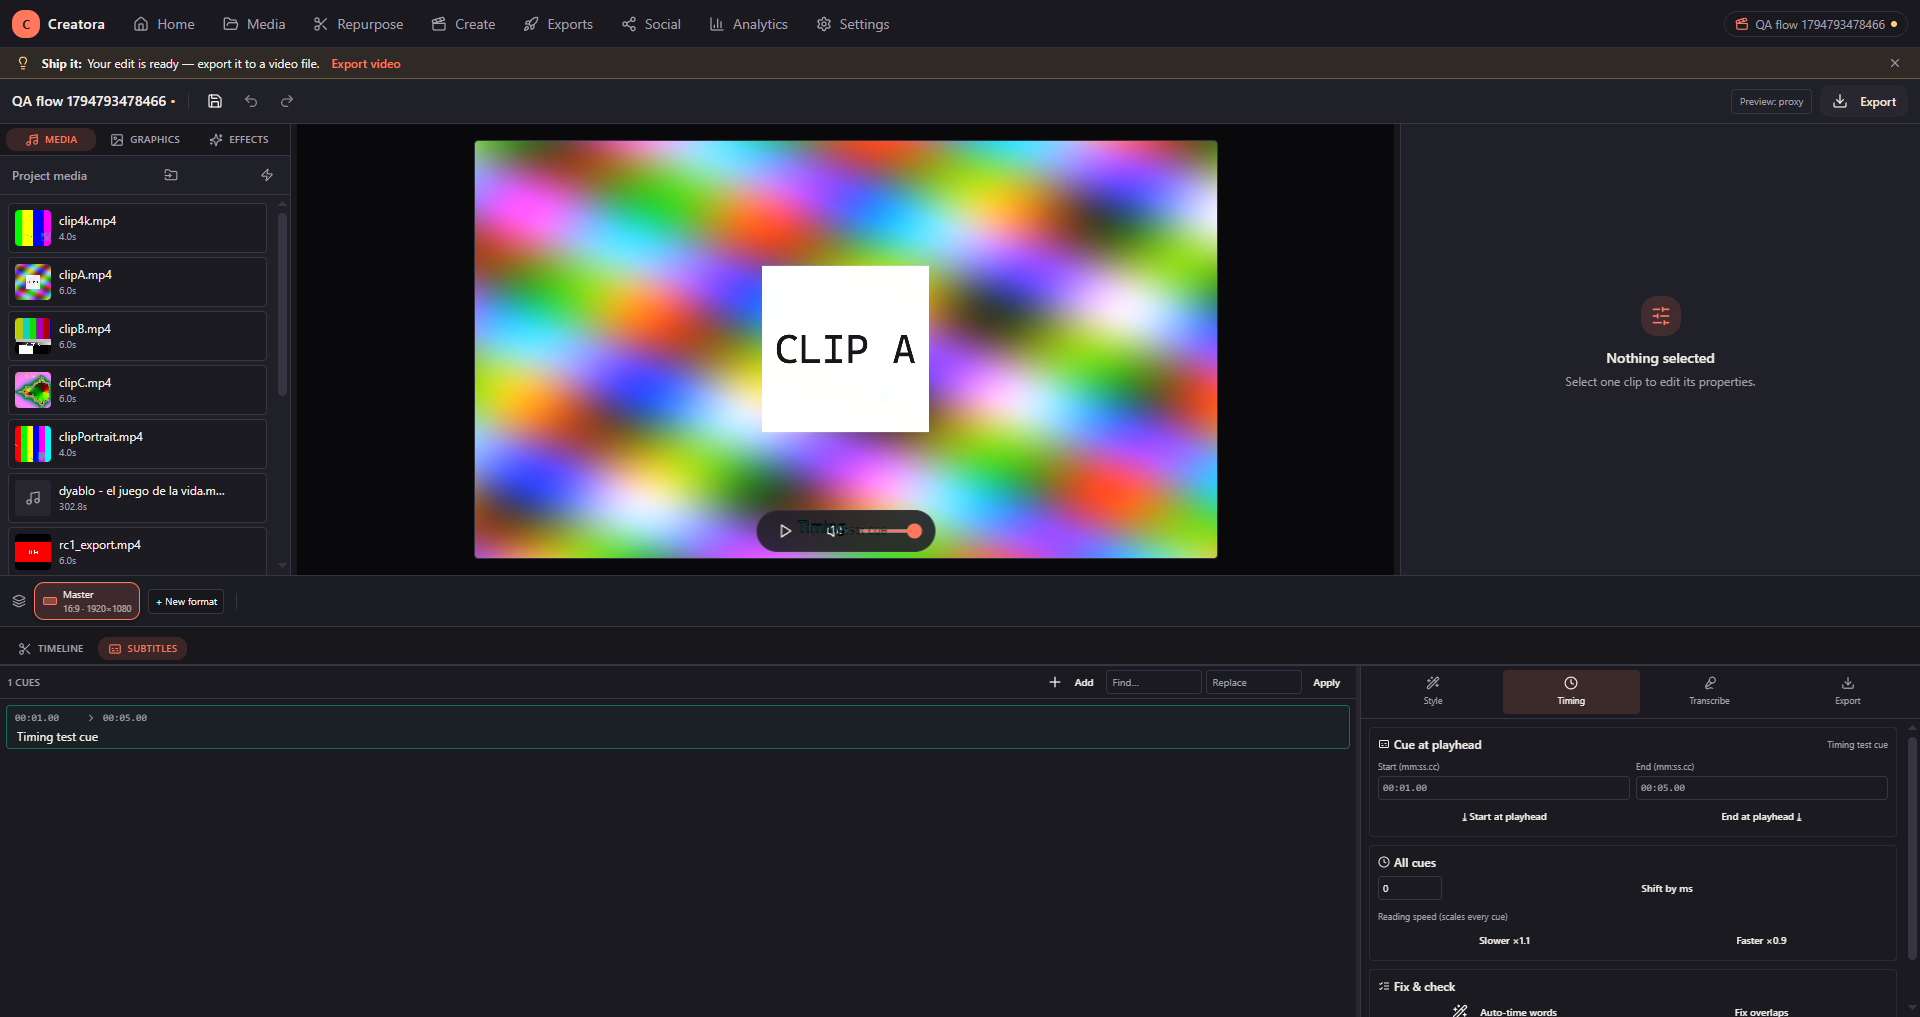 C Creatora Home Media Repurpose Create Exports Social Analytics Settings QA flow 1794793478466
Ship it: Your edit is ready — export it to a video file. Export video
QA flow 1794793478466 Preview: proxy Export
MEDIA GRAPHICS EFFECTS
Project media
clip4k.mp4
4.0s
clipA.mp4
6.0s
clipB.mp4
6.0s
clipC.mp4
6.0s
clipPortrait.mp4
4.0s
dyablo - el juego de la vida.m...
302.8s
rc1_export.mp4
6.0s
CLIP A
Timing
Nothing selected
Select one clip to edit its properties.
Master
16:9 · 1920×1080
+ New format
TIMELINE SUBTITLES
1 CUES Add Find... Replace Apply
00:01.00 00:05.00
Timing test cue
Style Timing Transcribe Export
Cue at playhead Timing test cue
Start (mm:ss.cc) End (mm:ss.cc)
00:01.00 00:05.00
⤓ Start at playhead End at playhead ⤓
All cues
0 Shift by ms
Reading speed (scales every cue)
Slower ×1.1 Faster ×0.9
Fix & check
Auto-time words Fix overlaps